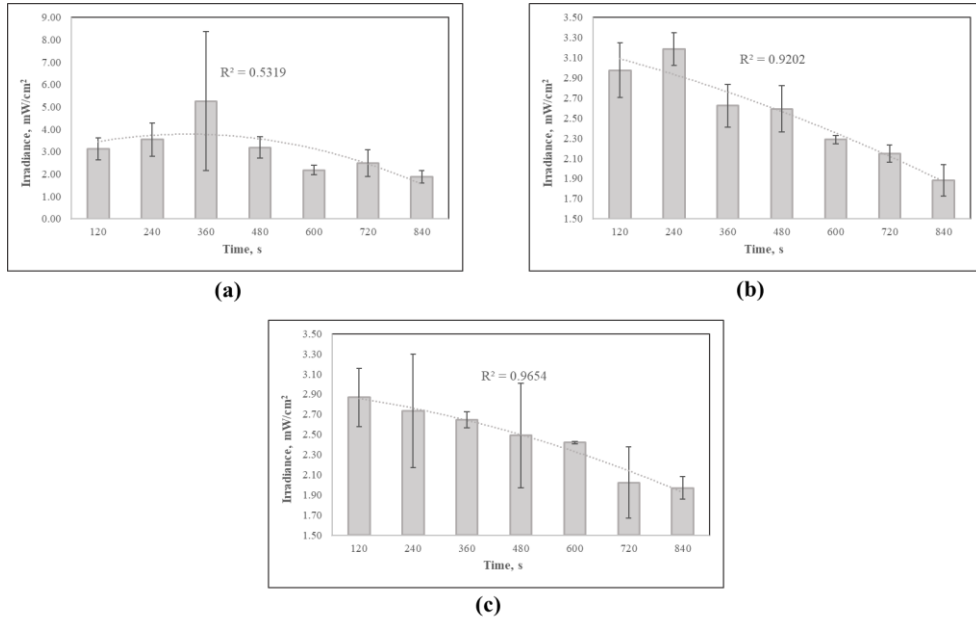 9.00
8.00
7.00
6.00
5.00
4.00
3.00
2.00
1.00
0.00
Irradiance, mW/cm²
R² = 0.5319
120 240 360 480 600 720 840
Time, s
(a)
3.50
3.30
3.10
2.90
2.70
2.50
2.30
2.10
1.90
1.70
1.50
Irradiance, mW/cm²
R² = 0.9202
120 240 360 480 600 720 840
Time, s
(b)
3.50
3.30
3.10
2.90
2.70
2.50
2.30
2.10
1.90
1.70
1.50
Irradiance, mW/cm²
R² = 0.9654
120 240 360 480 600 720 840
Time, s
(c)